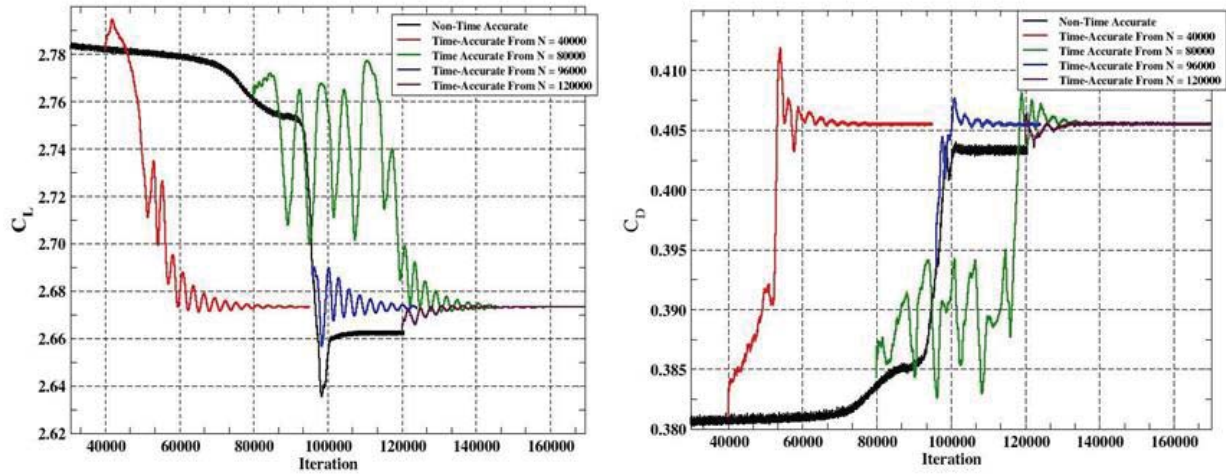 Non-Time Accurate
Time-Accurate From N = 40000
Time Accurate From N = 80000
Time-Accurate From N = 96000
Time-Accurate From N = 120000
2.78
2.76
2.74
2.72
2.70
2.68
2.66
2.64
2.62
C_L
40000 60000 80000 100000 120000 140000 160000
Iteration
Non-Time Accurate
Time-Accurate From N = 40000
Time Accurate From N = 80000
Time-Accurate From N = 96000
Time-Accurate From N = 120000
0.410
0.405
0.400
0.395
0.390
0.385
0.380
C_D
40000 60000 80000 100000 120000 140000 160000
Iteration